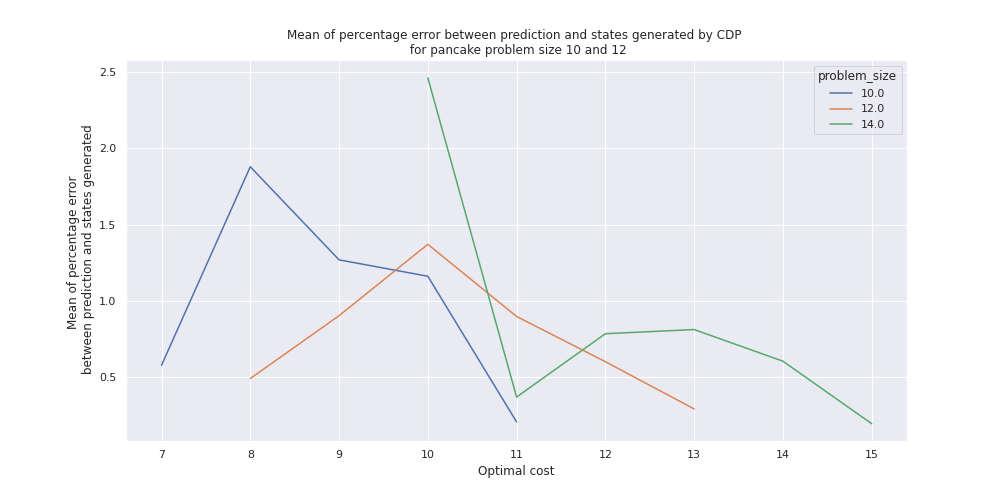 Mean of percentage error between prediction and states generated by CDP
for pancake problem size 10 and 12
problem_size
10.0
12.0
14.0
Mean of percentage error
between prediction and states generated
2.5
2.0
1.5
1.0
0.5
7 8 9 10 11 12 13 14 15
Optimal cost